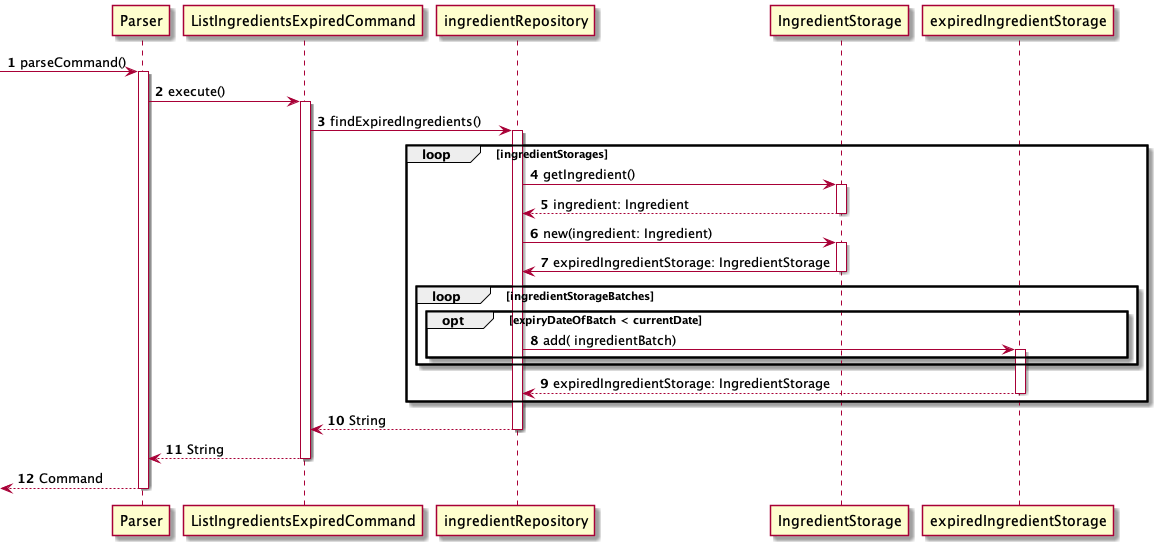 Parser ListIngredientsExpiredCommand ingredientRepository IngredientStorage expiredIngredientStorage
1 parseCommand()
2 execute()
3 findExpiredIngredients()
loop [ingredientStorages]
4 getIngredient()
5 ingredient: Ingredient
6 new(ingredient: Ingredient)
7 expiredIngredientStorage: IngredientStorage
loop [ingredientStorageBatches]
opt [expiryDateOfBatch < currentDate]
8 add( ingredientBatch)
9 expiredIngredientStorage: IngredientStorage
10 String
11 String
12 Command
Parser ListIngredientsExpiredCommand ingredientRepository IngredientStorage expiredIngredientStorage